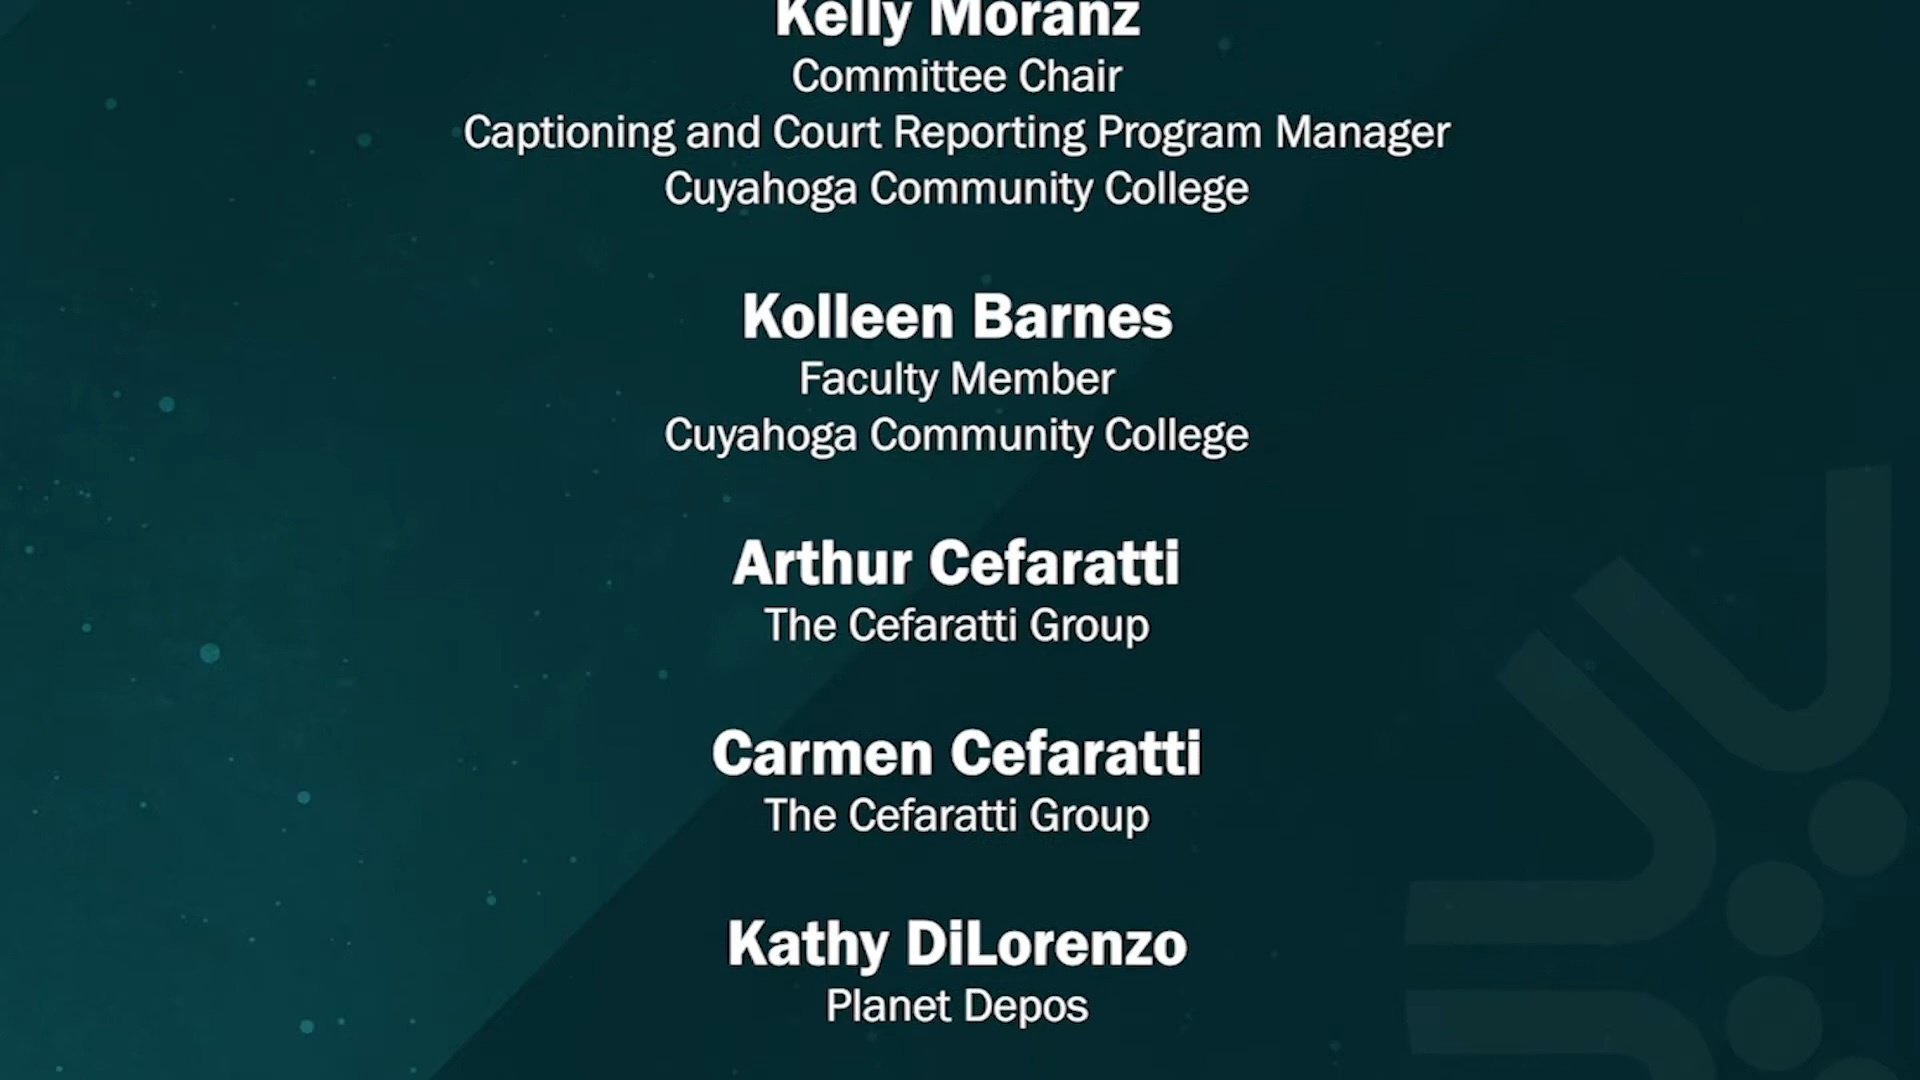 Kelly Moranz
Committee Chair
Captioning and Court Reporting Program Manager
Cuyahoga Community College
Kolleen Barnes
Faculty Member
Cuyahoga Community College
Arthur Cefaratti
The Cefaratti Group
Carmen Cefaratti
The Cefaratti Group
Kathy DiLorenzo
Planet Depos